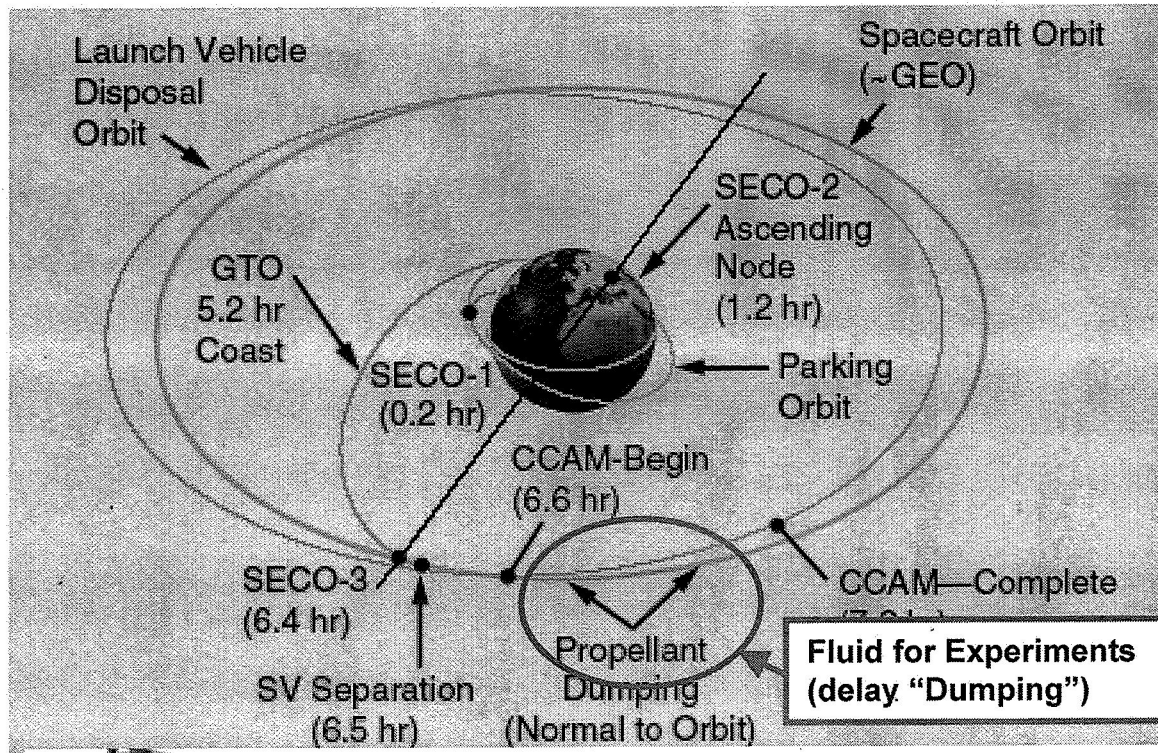 Launch Vehicle
Disposal
Orbit
Spacecraft Orbit
(~GEO)
SECO-2
Ascending
Node
(1.2 hr)
GTO
5.2 hr
Coast
SECO-1
(0.2 hr)
Parking
Orbit
CCAM-Begin
(6.6 hr)
SECO-3
(6.4 hr)
SV Separation
(6.5 hr)
Propellant
Dumping
(Normal to Orbit)
CCAM—Complete
Fluid for Experiments
(delay “Dumping”)